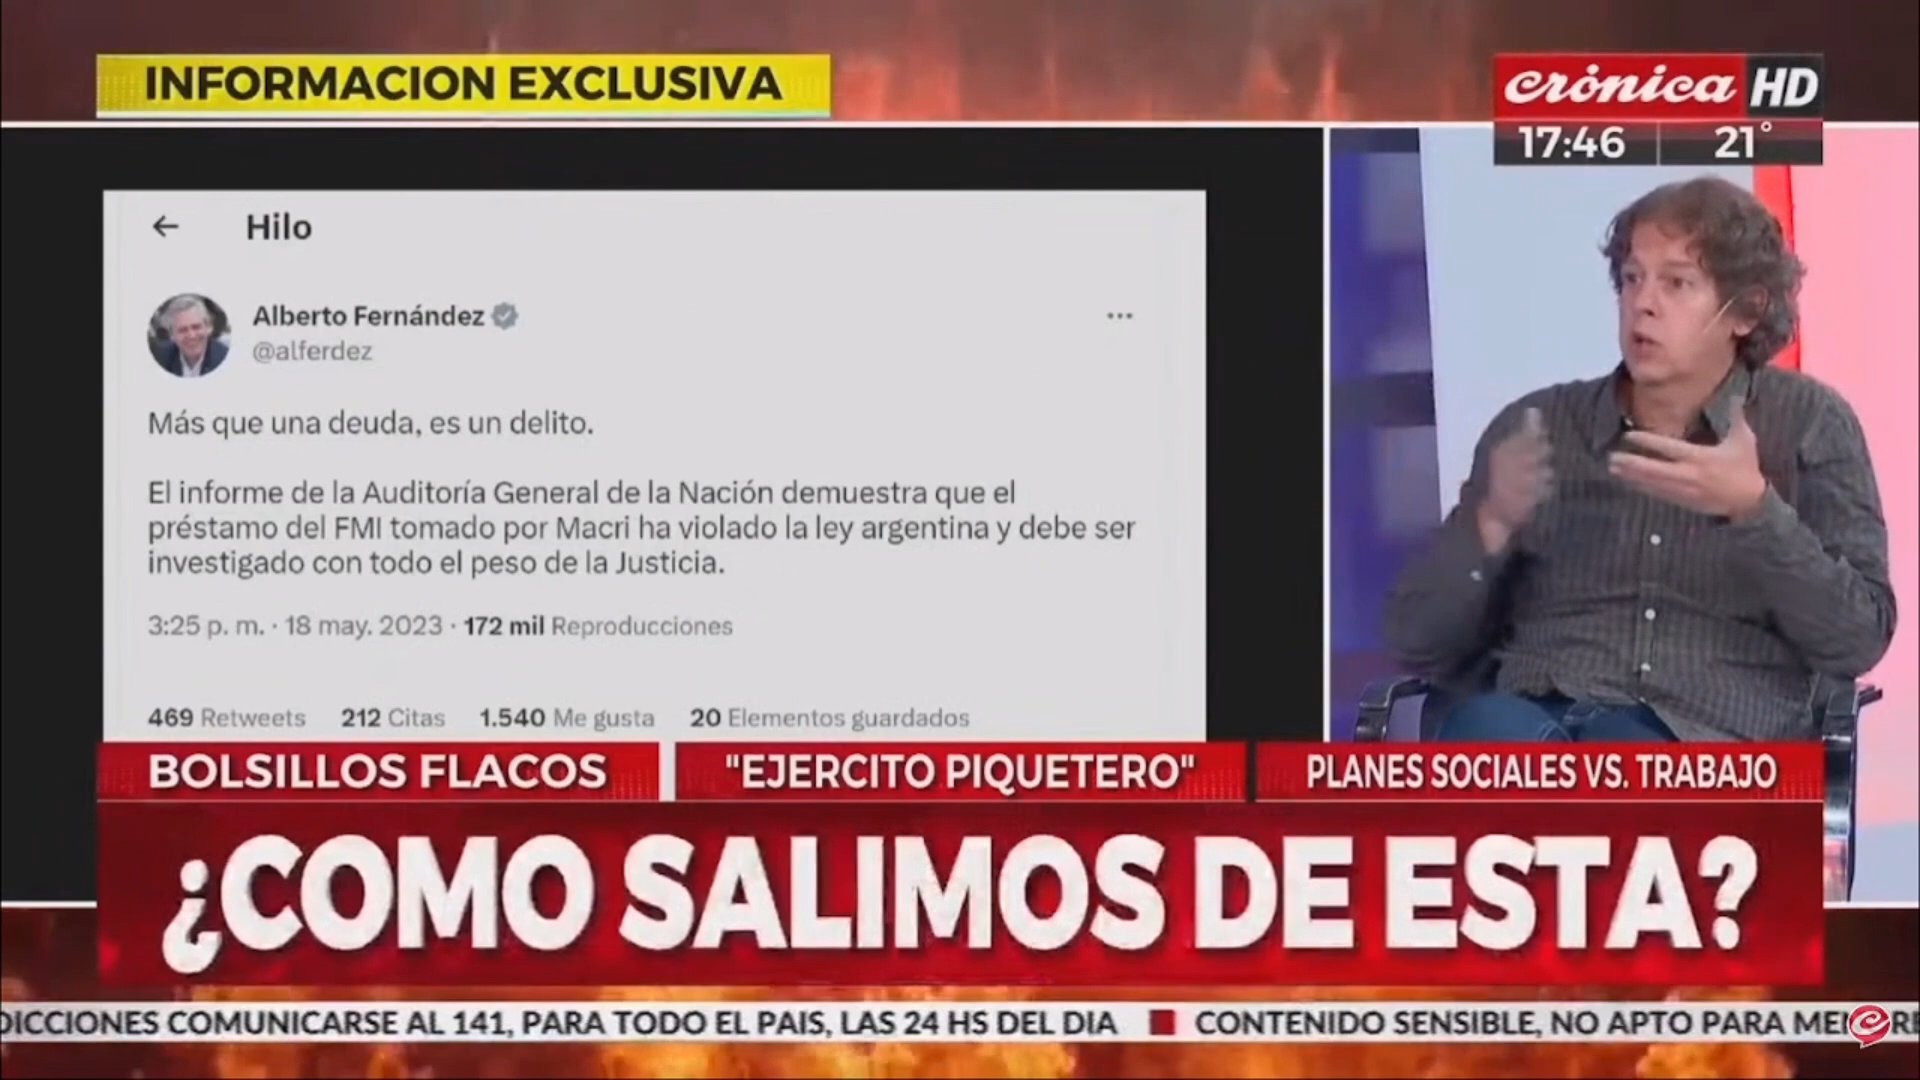 INFORMACION EXCLUSIVA
crónica HD
17:46 21°
Hilo
Alberto Fernández
@alferdez
Más que una deuda, es un delito.
El informe de la Auditoría General de la Nación demuestra que el
préstamo del FMI tomado por Macri ha violado la ley argentina y debe ser
investigado con todo el peso de la Justicia.
3:25 p. m. · 18 may. 2023 · 172 mil Reproducciones
469 Retweets 212 Citas 1.540 Me gusta 20 Elementos guardados
BOLSILLOS FLACOS
"EJERCITO PIQUETERO"
PLANES SOCIALES VS. TRABAJO
¿COMO SALIMOS DE ESTA?
DICCIONES COMUNICARSE AL 141, PARA TODO EL PAIS, LAS 24 HS DEL DIA CONTENIDO SENSIBLE, NO APTO PARA